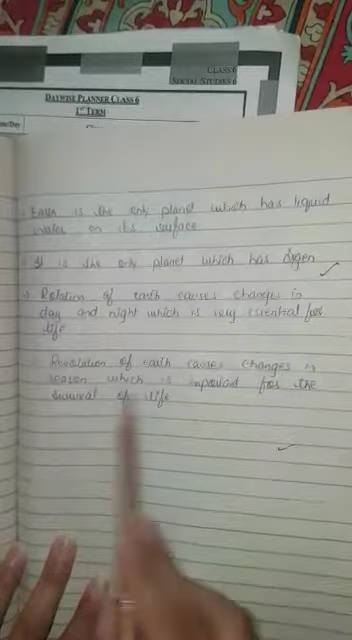 CLASS 6
SOCIAL STUDIES 6
DAYWISE PLANNER CLASS 6
1ST TERM
Earth is the only planet which has liquid
water on its surface
It is the only planet which has oxgen
Rotation of earth causes changes in
day and night which is very essential for
life
Revolution of earth causes changes in
season which is important for the
survival of life